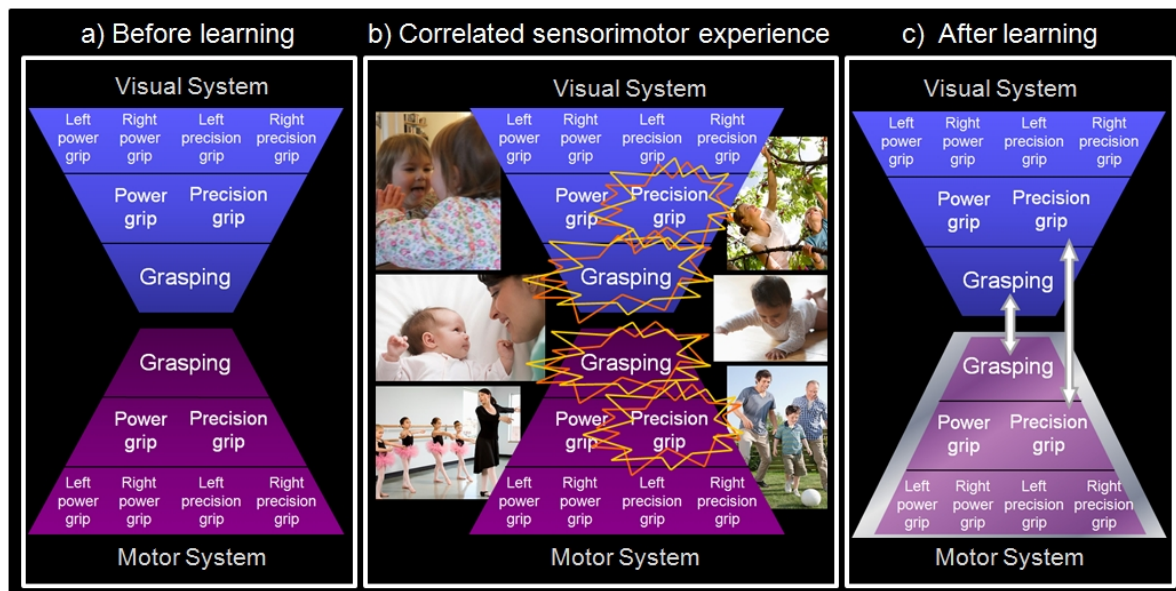 a) Before learning
Visual System
Left power grip
Right power grip
Left precision grip
Right precision grip
Power grip
Precision grip
Grasping
Grasping
Power grip
Precision grip
Left power grip
Right power grip
Left precision grip
Right precision grip
Motor System
b) Correlated sensorimotor experience
Visual System
Left power grip
Right power grip
Left precision grip
Right precision grip
Power grip
Precision grip
Grasping
Grasping
Power grip
Precision grip
Left power grip
Right power grip
Left precision grip
Right precision grip
Motor System
c) After learning
Visual System
Left power grip
Right power grip
Left precision grip
Right precision grip
Power grip
Precision grip
Grasping
Grasping
Power grip
Precision grip
Left power grip
Right power grip
Left precision grip
Right precision grip
Motor System